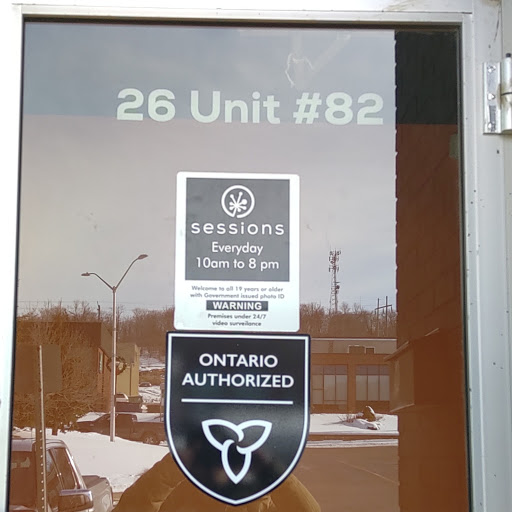 26 Unit #82
sessions
Everyday
10am to 8 pm
Welcome to all 19 years or older
with Government issued photo ID
WARNING
Premises under 24/7
video surveilance
ONTARIO
AUTHORIZED